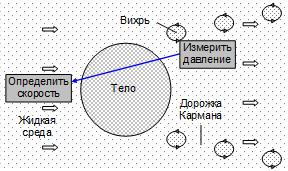 Вихрь
Измерить
давление
Определить
скорость
Тело
Жидкая
среда
Дорожка
Кармана